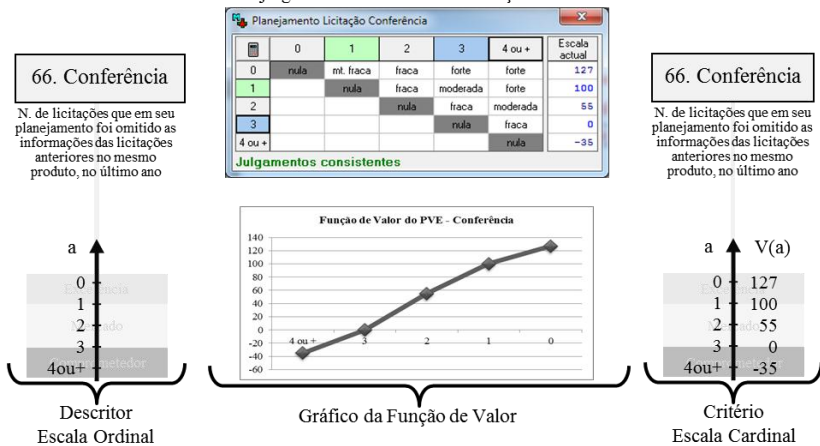 Planejamento Licitação Conferência
0 1 2 3 4 ou + Escala actual
0 nula mt. fraca fraca forte forte 127
1 nula fraca moderada forte 100
2 nula fraca moderada 55
3 nula fraca 0
4 ou + nula -35
Julgamentos consistentes
66. Conferência
N. de licitações que em seu
planejamento foi omitido as
informações das licitações
anteriores no mesmo
produto, no último ano
a
0
1
2
3
4ou+
Descritor
Escala Ordinal
Função de Valor do PVE - Conferência
140
120
100
80
60
40
20
0
-20
-40
-60
4 ou + 3 2 1 0
Gráfico da Função de Valor
66. Conferência
N. de licitações que em seu
planejamento foi omitido as
informações das licitações
anteriores no mesmo
produto, no último ano
a V(a)
0 127
1 100
2 55
3 0
4ou+ -35
Critério
Escala Cardinal